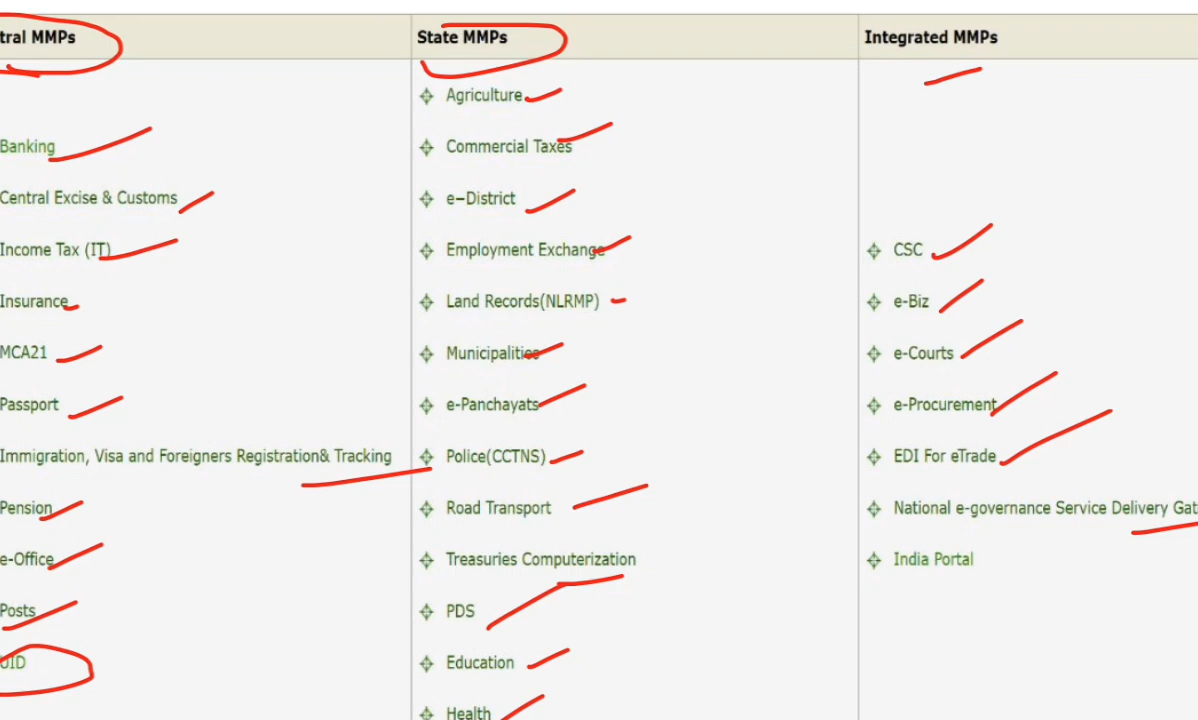 tral MMPs
State MMPs
Integrated MMPs
Agriculture
Banking
Commercial Taxes
Central Excise & Customs
e-District
Income Tax (IT)
Employment Exchange
CSC
Insurance
Land Records(NLRMP)
e-Biz
MCA21
Municipalities
e-Courts
Passport
e-Panchayats
e-Procurement
Immigration, Visa and Foreigners Registration& Tracking
Police(CCTNS)
EDI For eTrade
Pension
Road Transport
National e-governance Service Delivery Gat
e-Office
Treasuries Computerization
India Portal
Posts
PDS
UID
Education
Health